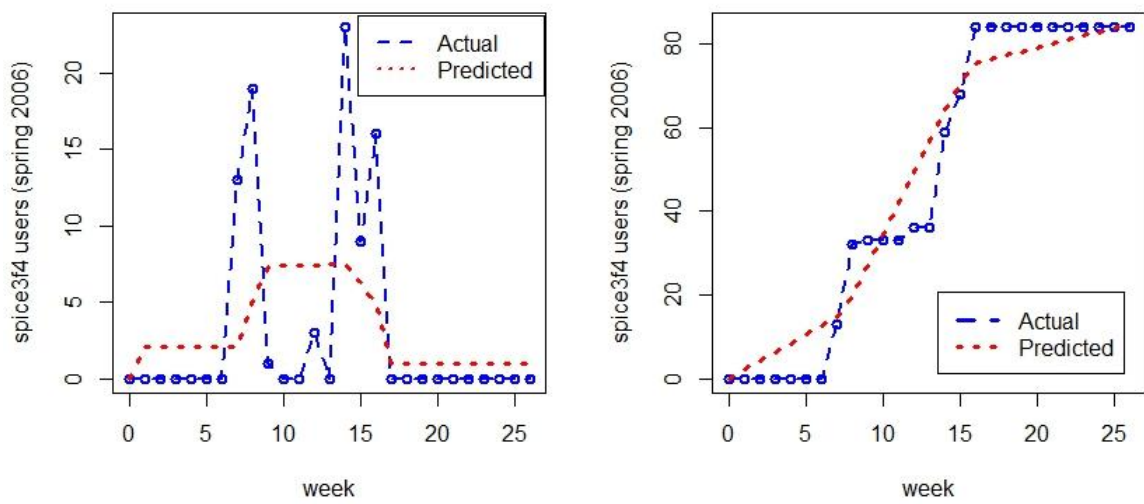 spice3f4 users (spring 2006)
20
15
10
5
0
Actual
Predicted
0 5 10 15 20 25
week
spice3f4 users (spring 2006)
80
60
40
20
0
Actual
Predicted
0 5 10 15 20 25
week